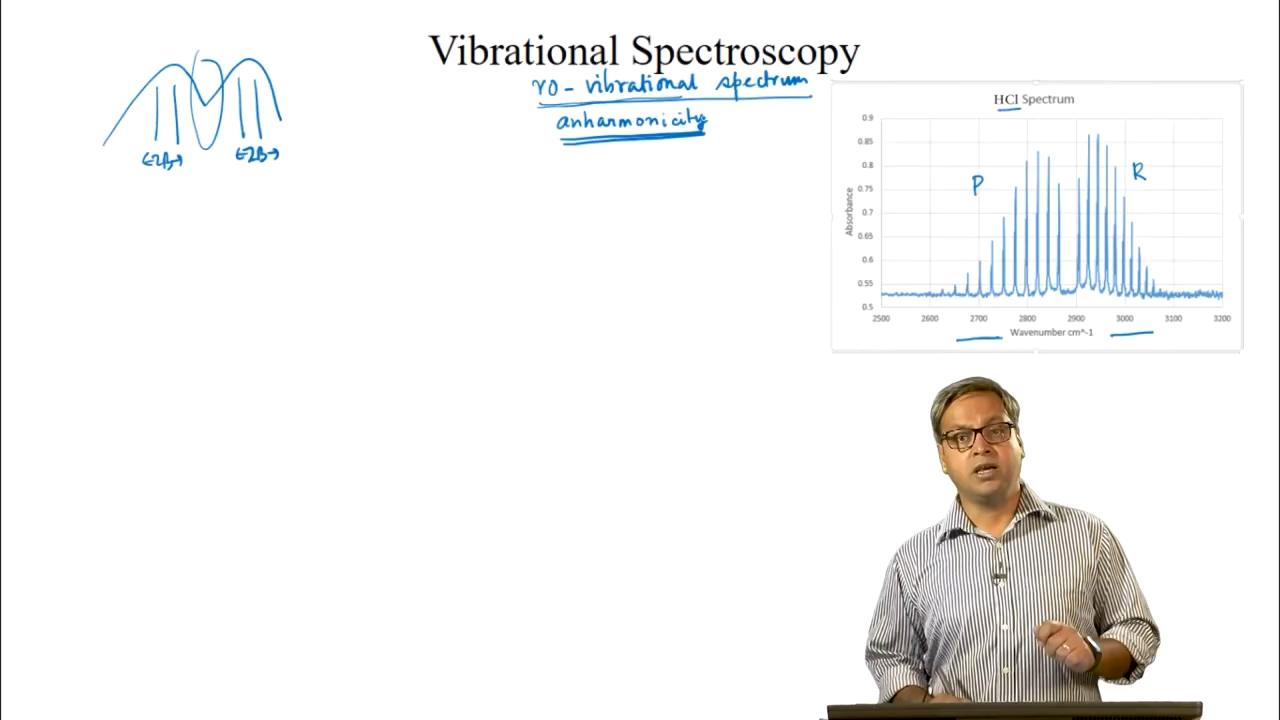 Vibrational Spectroscopy
ro - vibrational spectrum
anharmonicity
←2B→ ←2B→
HCl Spectrum
0.9
0.85
0.8
0.75
0.7
0.65
0.6
0.55
0.5
Absorbance
P
R
2500 2600 2700 2800 2900 3000 3100 3200
Wavenumber cm^-1